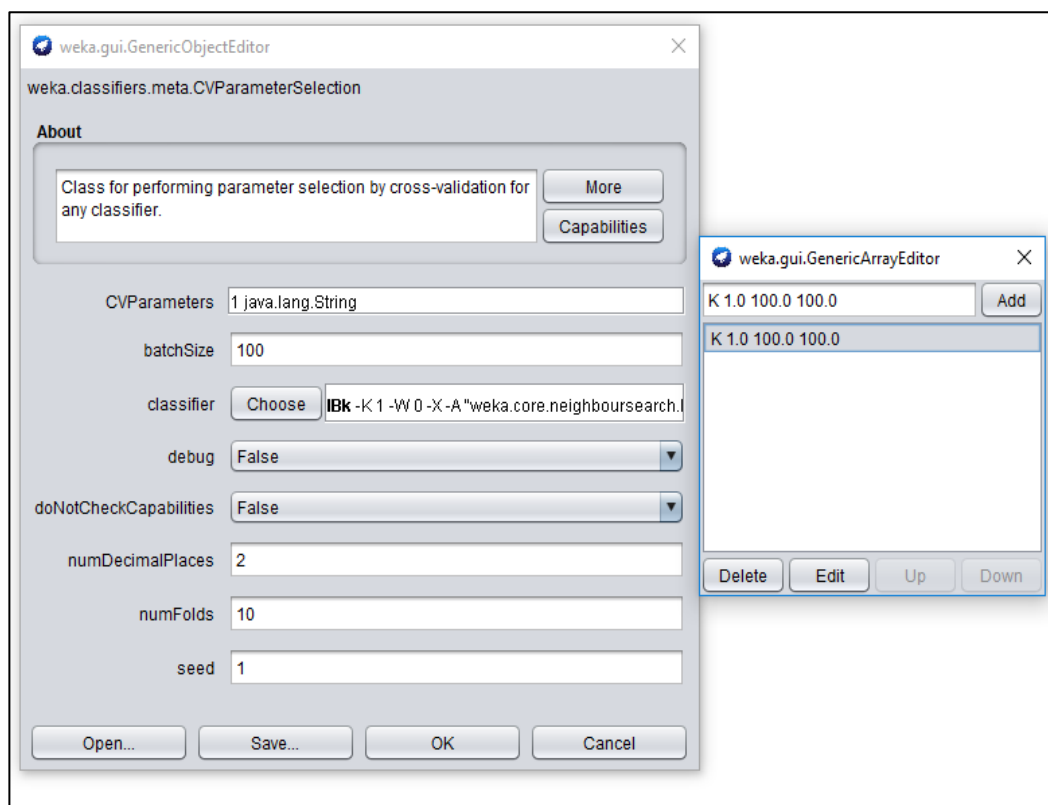 weka.gui.GenericObjectEditor
weka.classifiers.meta.CVParameterSelection
About
Class for performing parameter selection by cross-validation for
any classifier.
More
Capabilities
CVParameters 1 java.lang.String
batchSize 100
classifier Choose IBk -K 1 -W 0 -X -A "weka.core.neighboursearch.
debug False
doNotCheckCapabilities False
numDecimalPlaces 2
numFolds 10
seed 1
Open... Save... OK Cancel
weka.gui.GenericArrayEditor
K 1.0 100.0 100.0 Add
K 1.0 100.0 100.0
Delete Edit Up Down